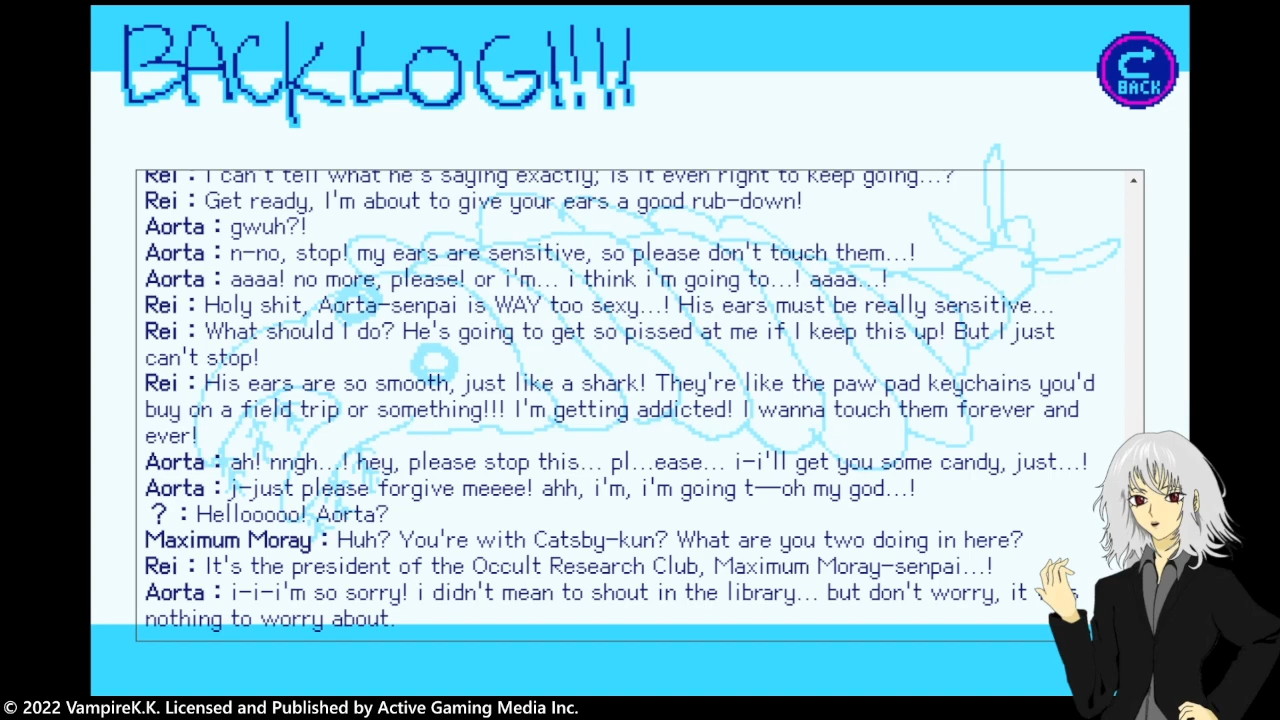 BACKLOG!!!!
BACK
Rei : I can't tell what he's saying exactly; is it even right to keep going...?
Rei : Get ready, I'm about to give your ears a good rub-down!
Aorta : gwuh?!
Aorta : n-no, stop! my ears are sensitive, so please don't touch them...!
Aorta : aaaa! no more, please! or i'm... i think i'm going to...! aaaa...!
Rei : Holy shit, Aorta-senpai is WAY too sexy...! His ears must be really sensitive...
Rei : What should I do? He's going to get so pissed at me if I keep this up! But I just
can't stop!
Rei : His ears are so smooth, just like a shark! They're like the paw pad keychains you'd
buy on a field trip or something!!! I'm getting addicted! I wanna touch them forever and
ever!
Aorta : ah! nngh...! hey, please stop this... pl...ease... i-i'll get you some candy, just...!
Aorta : j-just please forgive meeee! ahh, i'm, i'm going t—oh my god...!
? : Hellooooo! Aorta?
Maximum Moray : Huh? You're with Catsby-kun? What are you two doing in here?
Rei : It's the president of the Occult Research Club, Maximum Moray-senpai...!
Aorta : i-i-i'm so sorry! i didn't mean to shout in the library... but don't worry, it
nothing to worry about.
© 2022 VampireK.K. Licensed and Published by Active Gaming Media Inc.